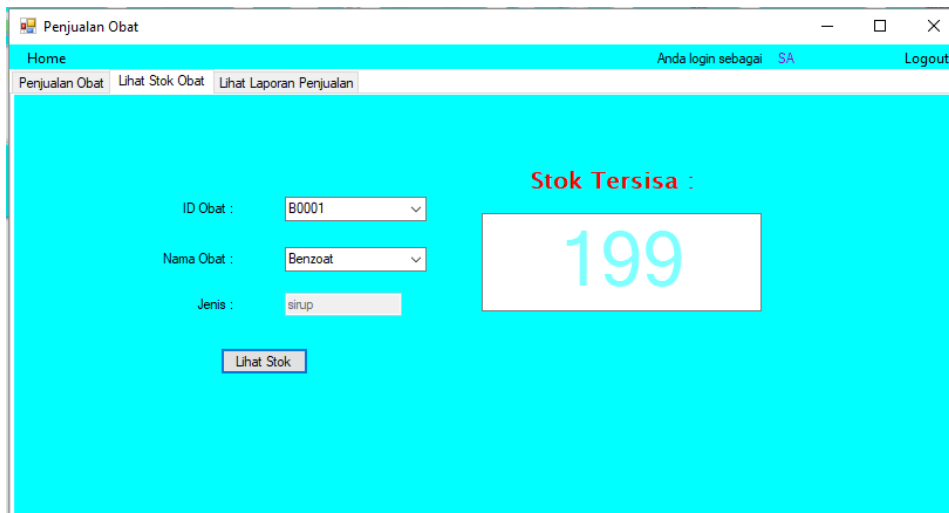 Penjualan Obat
Home Anda login sebagai SA Logout
Penjualan Obat Lihat Stok Obat Lihat Laporan Penjualan
Stok Tersisa :
ID Obat : B0001
199
Nama Obat : Benzoat
Jenis : sirup
Lihat Stok